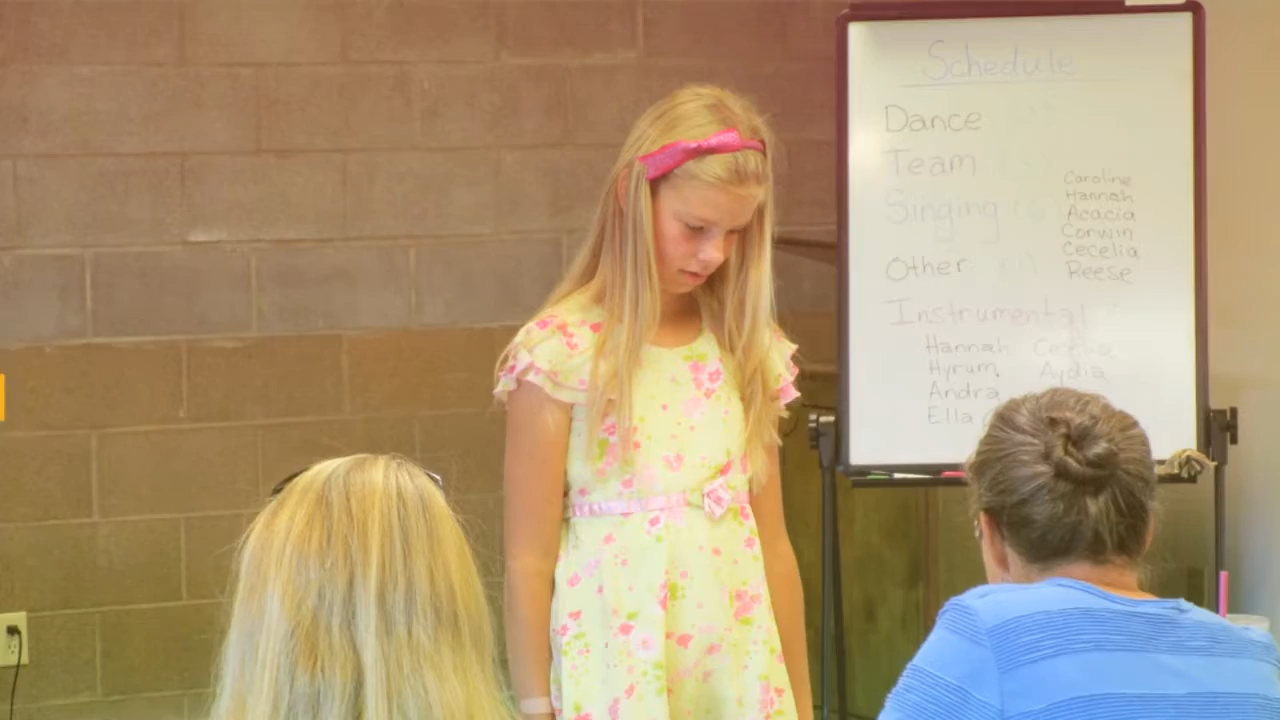 Schedule
Dance
Team
Singing
Caroline
Hannah
Acacia
Corwin
Cecelia
Reese
Other
Instrumental
Hannah
Hyrum Aydia
Andra
Ella